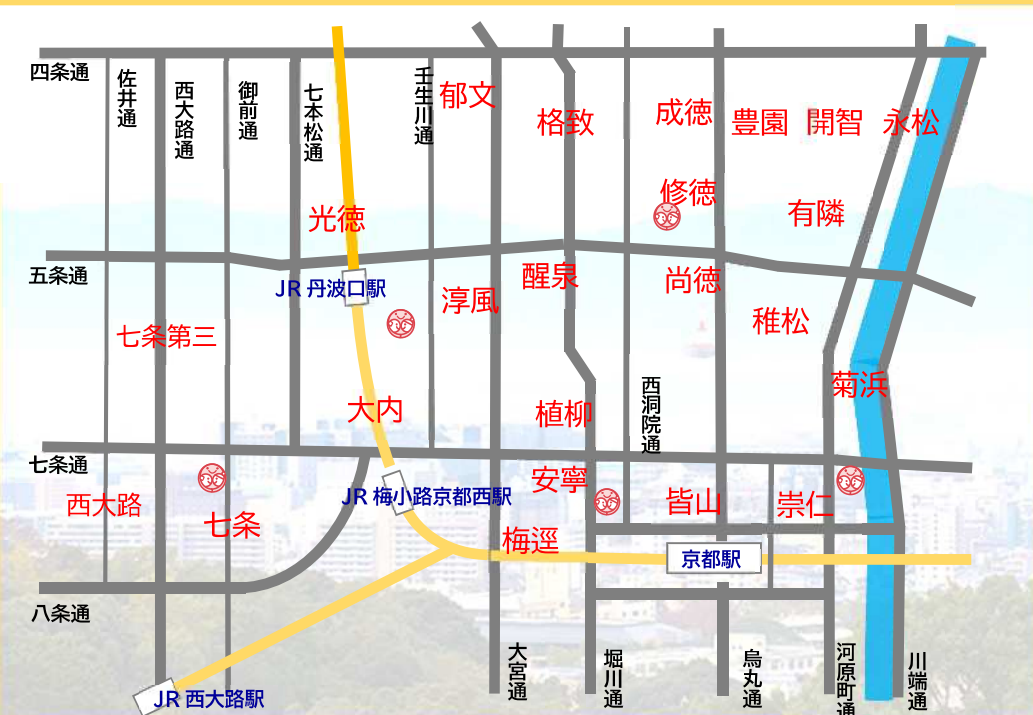 四条通
佐井通
西大路通
御前通
七本松通
壬生川通
郁文
格致
成徳
豊園
開智
永松
光徳
修徳
有隣
五条通
JR 丹波口駅
淳風
醒泉
尚徳
稚松
七条第三
大内
植柳
西洞院通
菊浜
七条通
西大路
七条
JR 梅小路京都西駅
安寧
皆山
崇仁
梅逕
京都駅
八条通
JR 西大路駅
大宮通
堀川通
烏丸通
河原町通
川端通